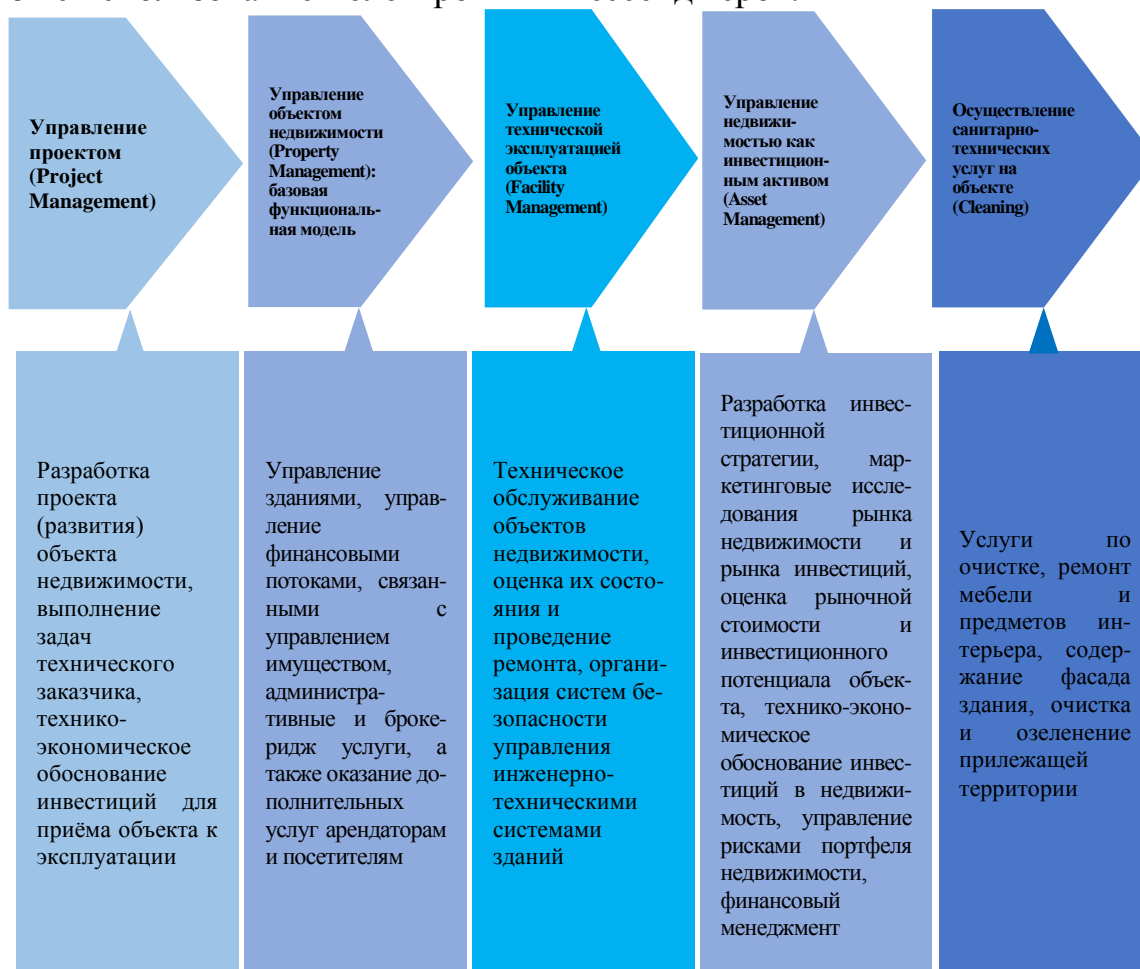 Управление
проектом
(Project
Management)
Управление
объектом
недвижимости
(Property
Management):
базовая
функциональ-
ная модель
Управление
технической
эксплуатацией
объекта
(Facility
Management)
Управление
недвижи-
мостью как
инвестицион-
ным активом
(Asset
Management)
Осуществление
санитарно-
технических
услуг на
объекте
(Cleaning)
Разработка
проекта
(развития)
объекта
недвижимости,
выполнение
задач
технического
заказчика,
технико-
экономическое
обоснование
инвестиций для
приёма объекта к
эксплуатации
Управление
зданиями, управ-
ление
финансовыми
потоками, связан-
ными с
управлением
имуществом,
администра-
тивные и броке-
ридж услуги, а
также оказание до-
полнительных
услуг арендаторам
и посетителям
Техническое
обслуживание
объектов
недвижимости,
оценка их состо-
яния и
проведение
ремонта, органи-
зация систем бе-
зопасности
управления
инженерно-
техническими
системами
зданий
Разработка инвес-
тиционной
стратегии, мар-
кетинговые иссле-
дования рынка
недвижимости и
рынка инвестиций,
оценка рыночной
стоимости и
инвестиционного
потенциала объек-
та, технико-эконо-
мическое
обоснование инвес-
тиций в недвижи-
мость, управление
рисками портфеля
недвижимости,
финансовый
менеджмент
Услуги по
очистке, ремонт
мебели и
предметов ин-
терьера, содер-
жание фасада
здания, очистка
и озеленение
прилежащей
территории